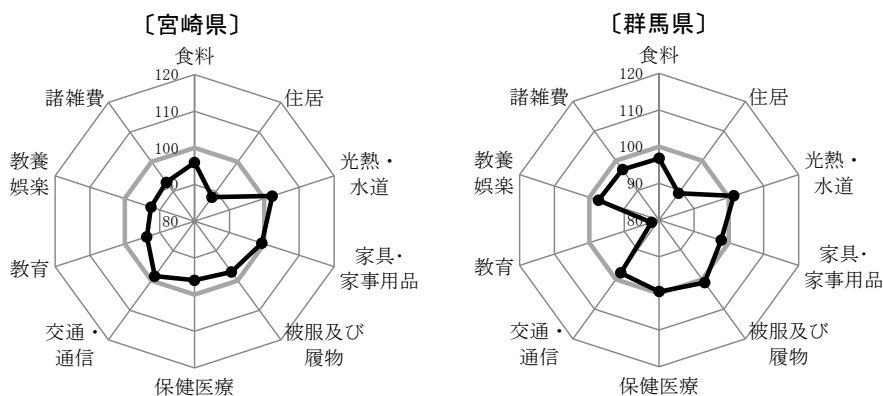 〔宮崎県〕
食料
住居
光熱・
水道
家具・
家事用品
被服及び
履物
保健医療
交通・
通信
教育
教養
娯楽
諸雑費
120
110
100
90
80
〔群馬県〕
食料
住居
光熱・
水道
家具・
家事用品
被服及び
履物
保健医療
交通・
通信
教育
教養
娯楽
諸雑費
120
110
100
90
80